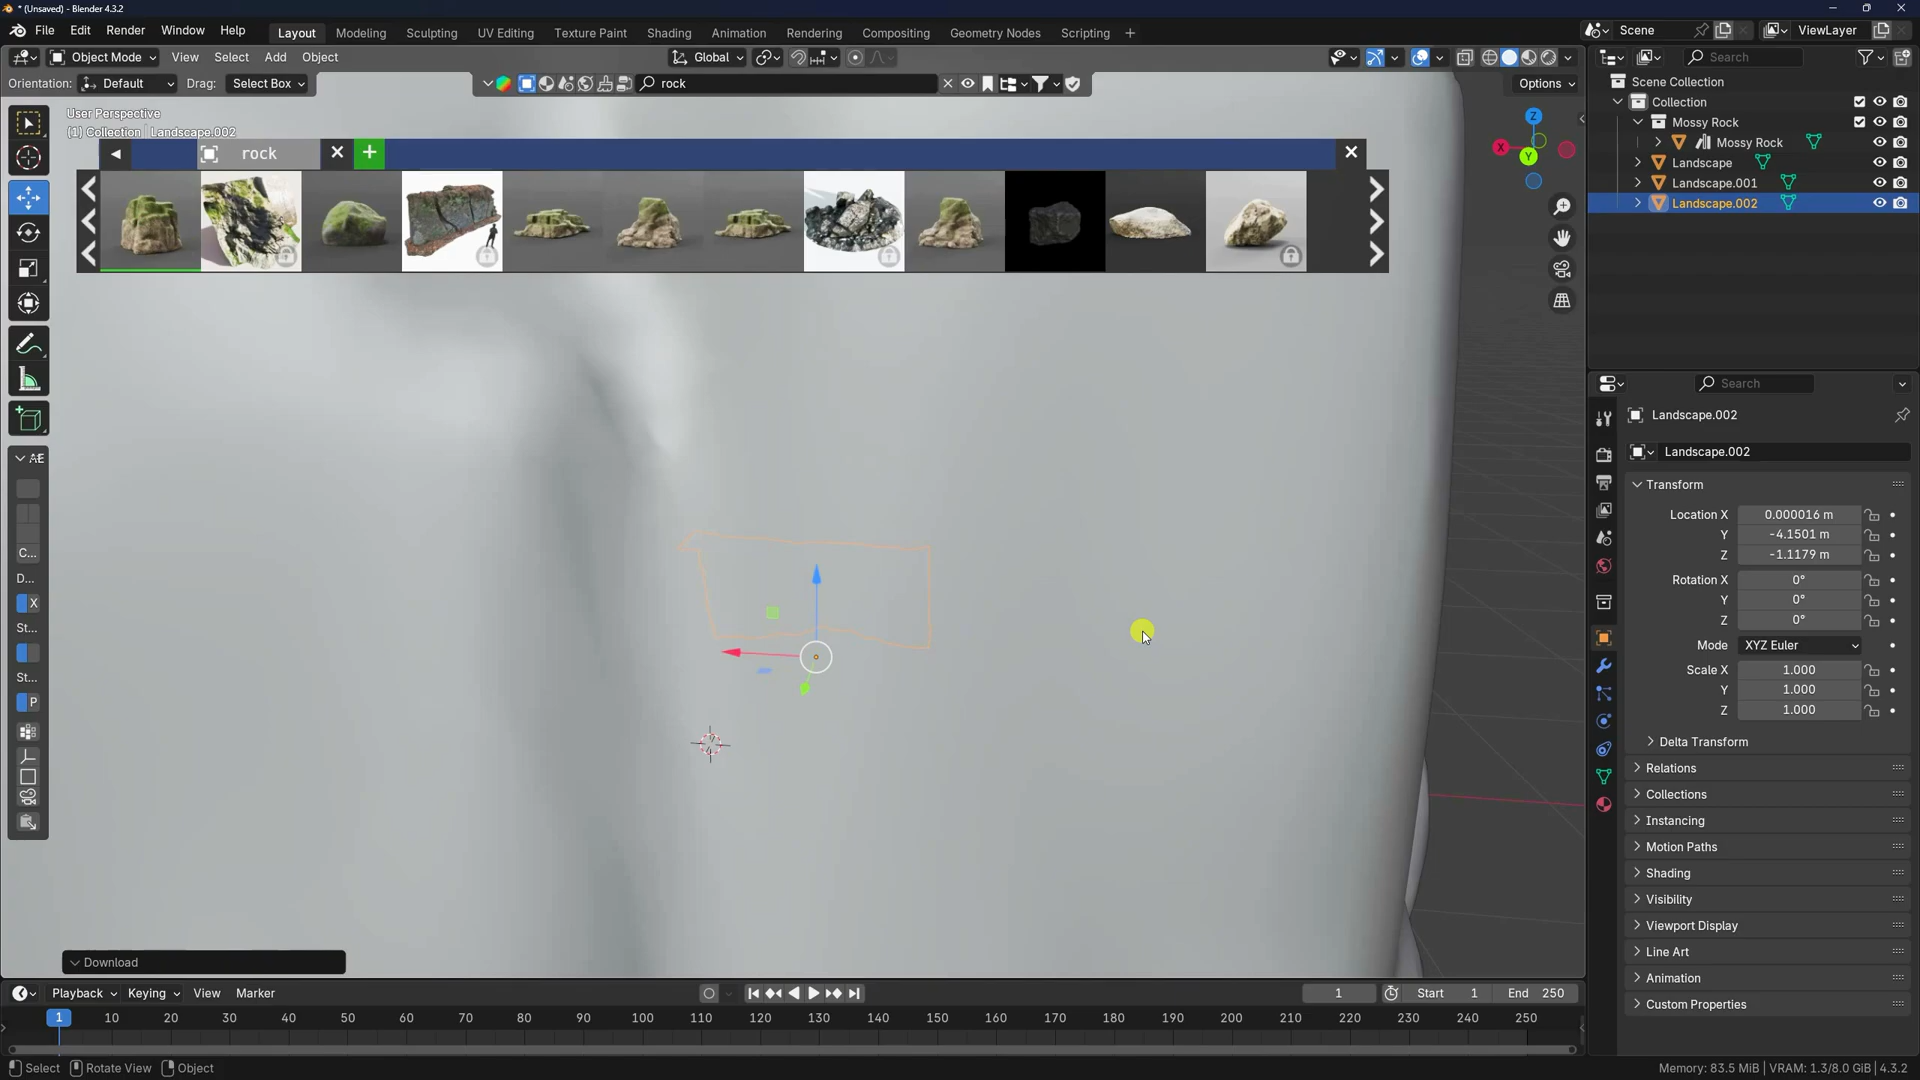 * (Unsaved) - Blender 4.3.2
File Edit Render Window Help Layout Modeling Sculpting UV Editing Texture Paint Shading Animation Rendering Compositing Geometry Nodes Scripting + Scene ViewLayer
Object Mode View Select Add Object Global Search
Orientation: Default Drag: Select Box rock Options
User Perspective
(1) Collection | Landscape.002
rock
Scene Collection
Collection
Mossy Rock
Mossy Rock
Landscape
Landscape.001
Landscape.002
X
Y
Z
AE
C...
D...
X
St...
St...
P
Search
Landscape.002
Landscape.002
Transform
Location X 0.000016 m
Y -4.1501 m
Z -1.1179 m
Rotation X 0°
Y 0°
Z 0°
Mode XYZ Euler
Scale X 1.000
Y 1.000
Z 1.000
Delta Transform
Relations
Collections
Instancing
Motion Paths
Shading
Visibility
Viewport Display
Line Art
Animation
Custom Properties
Download
Playback Keying View Marker 1 Start 1 End 250
1 10 20 30 40 50 60 70 80 90 100 110 120 130 140 150 160 170 180 190 200 210 220 230 240 250
Select Rotate View Object Memory: 83.5 MiB | VRAM: 1.3/8.0 GiB | 4.3.2